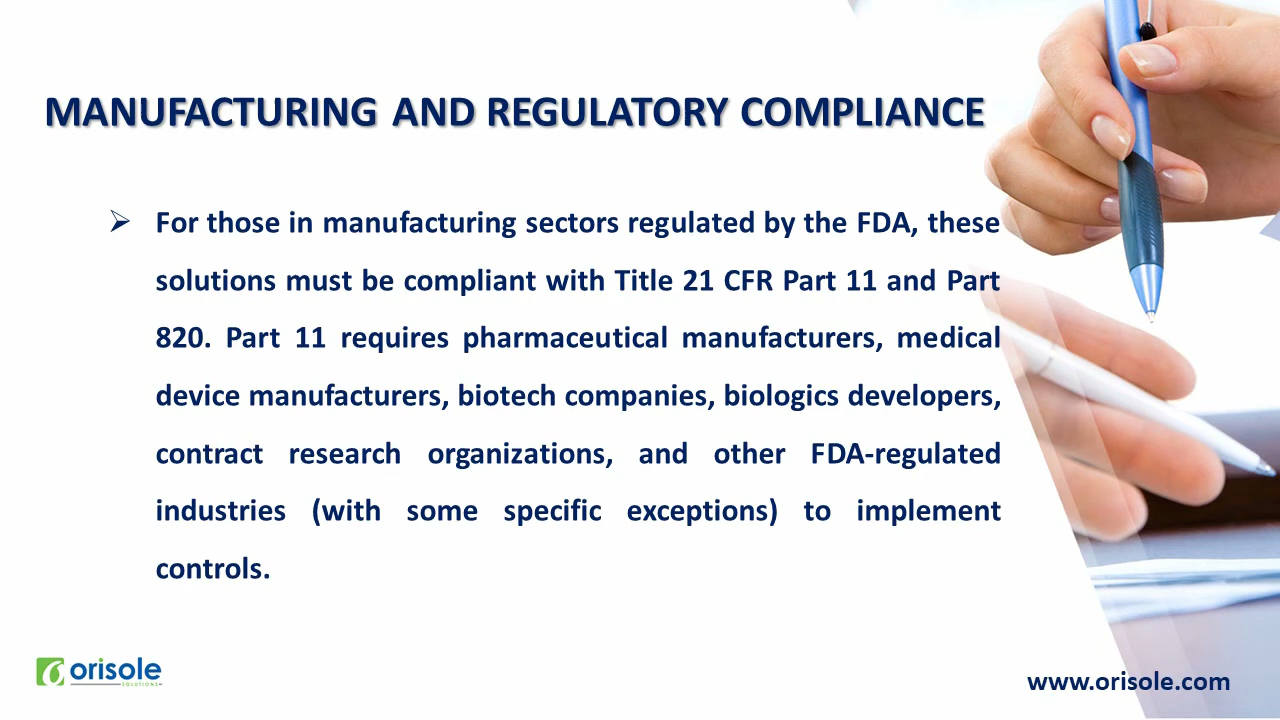 MANUFACTURING AND REGULATORY COMPLIANCE
For those in manufacturing sectors regulated by the FDA, these
solutions must be compliant with Title 21 CFR Part 11 and Part
820. Part 11 requires pharmaceutical manufacturers, medical
device manufacturers, biotech companies, biologics developers,
contract research organizations, and other FDA-regulated
industries (with some specific exceptions) to implement
controls.
orisole
SOLUTIONS
www.orisole.com